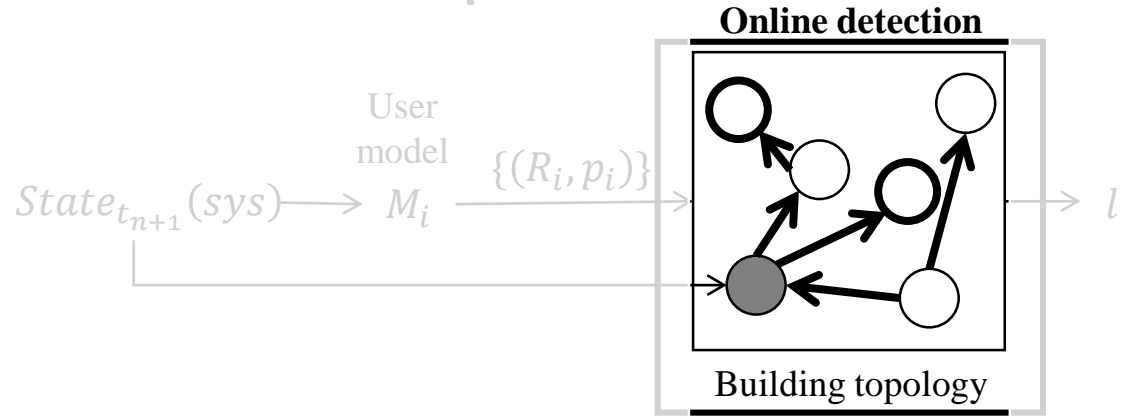 Online detection
User
model
{(R_i, p_i)}
State_{t_{n+1}}(sys)
M_i
l
Building topology